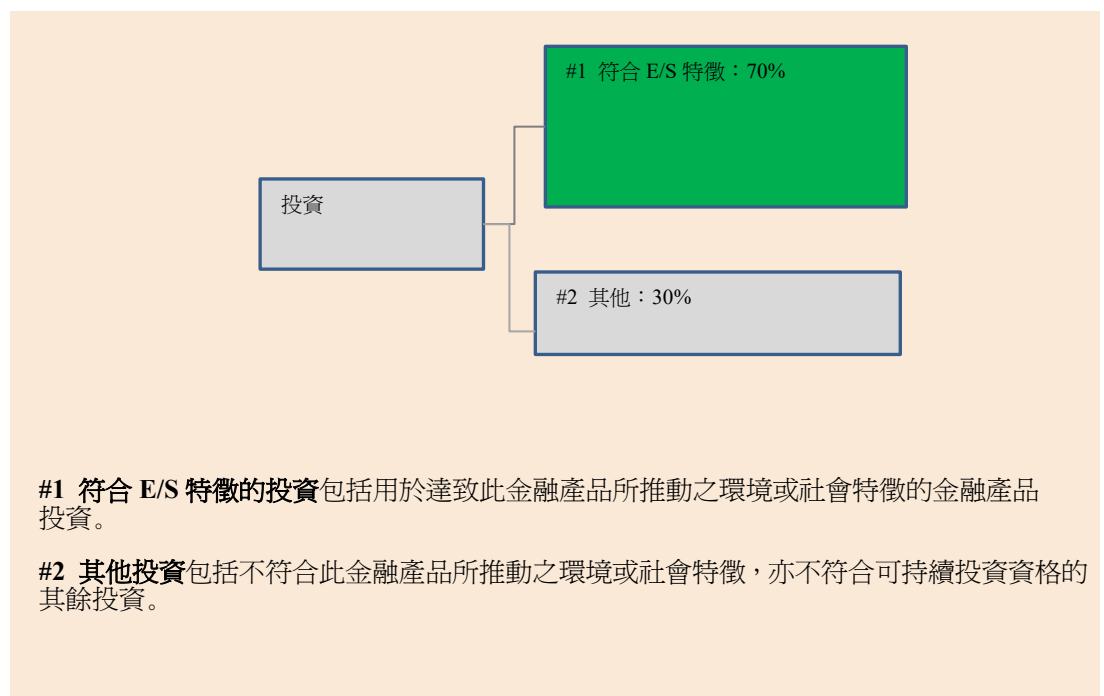 #1 符合 E/S 特徵：70%
投資
#2 其他：30%
#1 符合 E/S 特徵的投資包括用於達致此金融產品所推動之環境或社會特徵的金融產品
投資。
#2 其他投資包括不符合此金融產品所推動之環境或社會特徵，亦不符合可持續投資資格的
其餘投資。